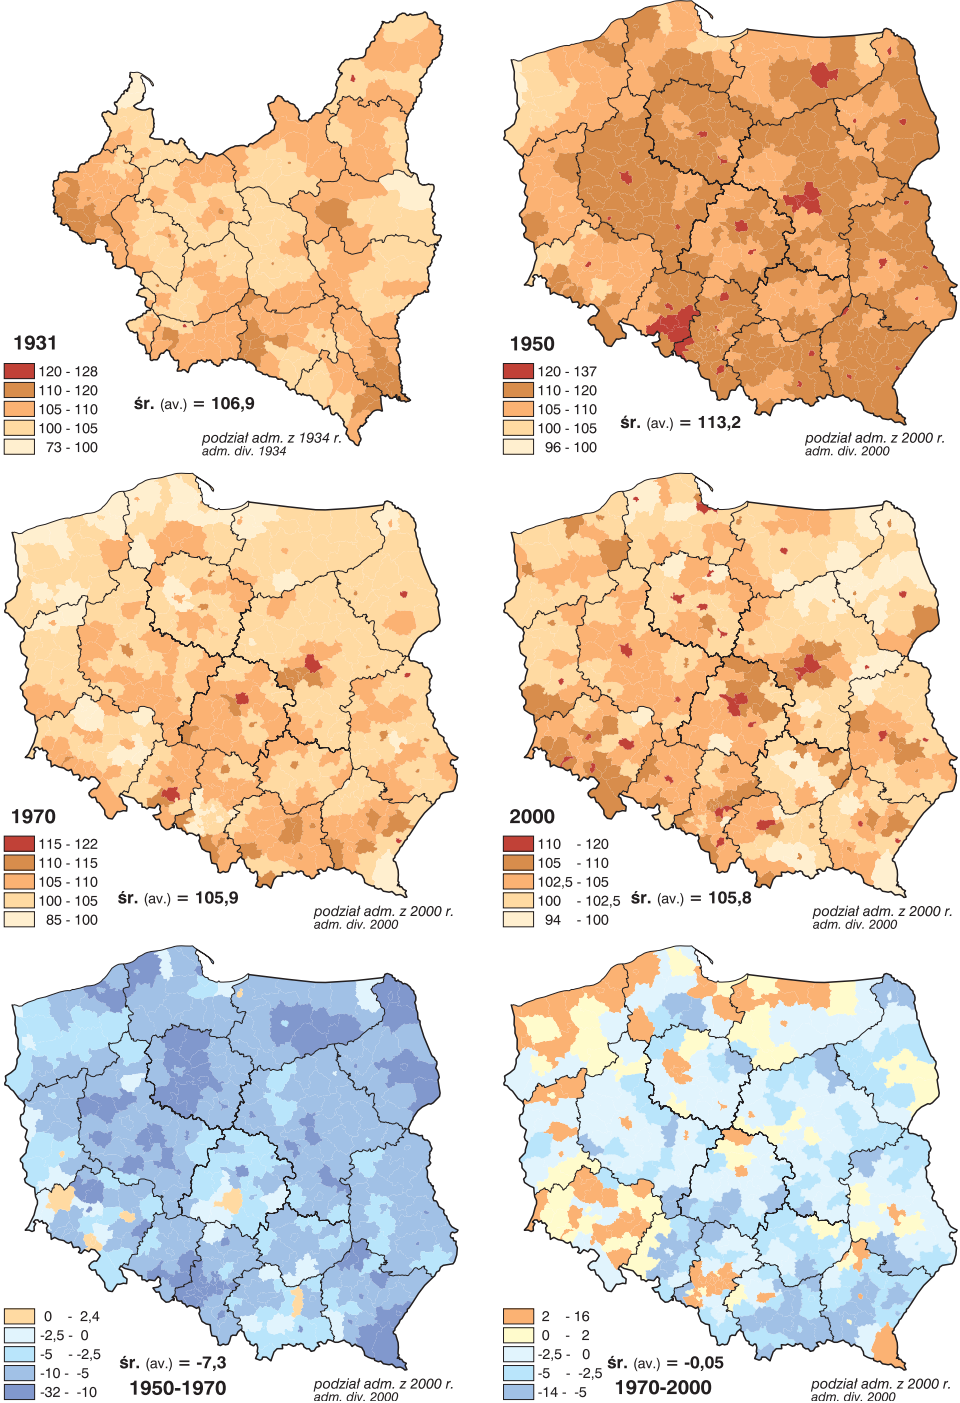 1931
120 - 128
110 - 120
105 - 110
100 - 105
73 - 100
śr. (av.) = 106,9
podział adm. z 1934 r.
adm. div. 1934
1950
120 - 137
110 - 120
105 - 110
100 - 105
96 - 100
śr. (av.) = 113,2
podział adm. z 2000 r.
adm. div. 2000
1970
115 - 122
110 - 115
105 - 110
100 - 105
85 - 100
śr. (av.) = 105,9
podział adm. z 2000 r.
adm. div. 2000
2000
110 - 120
105 - 110
102,5 - 105
100 - 102,5
94 - 100
śr. (av.) = 105,8
podział adm. z 2000 r.
adm. div. 2000
0 - 2,4
-2,5 - 0
-5 - -2,5
-10 - -5
-32 - -10
śr. (av.) = -7,3
1950-1970
podział adm. z 2000 r.
adm. div. 2000
2 - 16
0 - 2
-2,5 - 0
-5 - -2,5
-14 - -5
śr. (av.) = -0,05
1970-2000
podział adm. z 2000 r.
adm. div. 2000